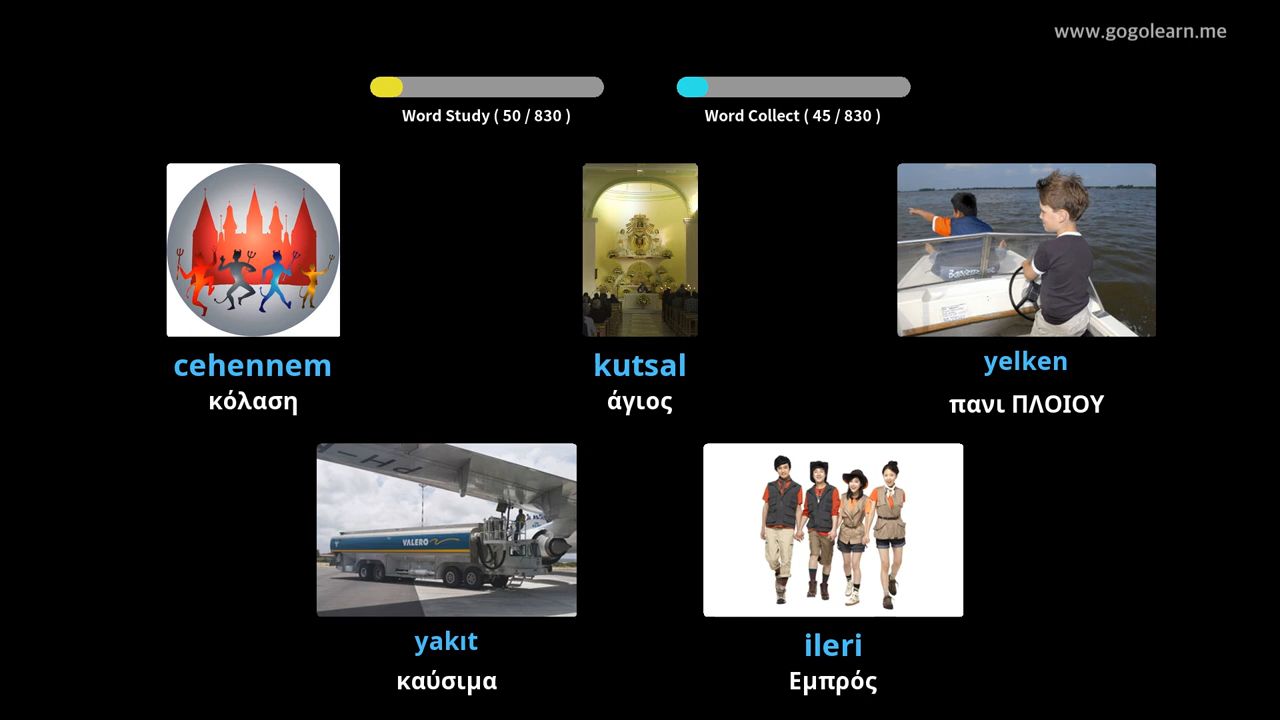 www.gogolearn.me
Word Study ( 50 / 830 )
Word Collect ( 45 / 830 )
cehennem
κόλαση
kutsal
άγιος
yelken
πανι ΠΛΟΙΟΥ
PH-
VALERO
yakıt
καύσιμα
ileri
Εμπρός